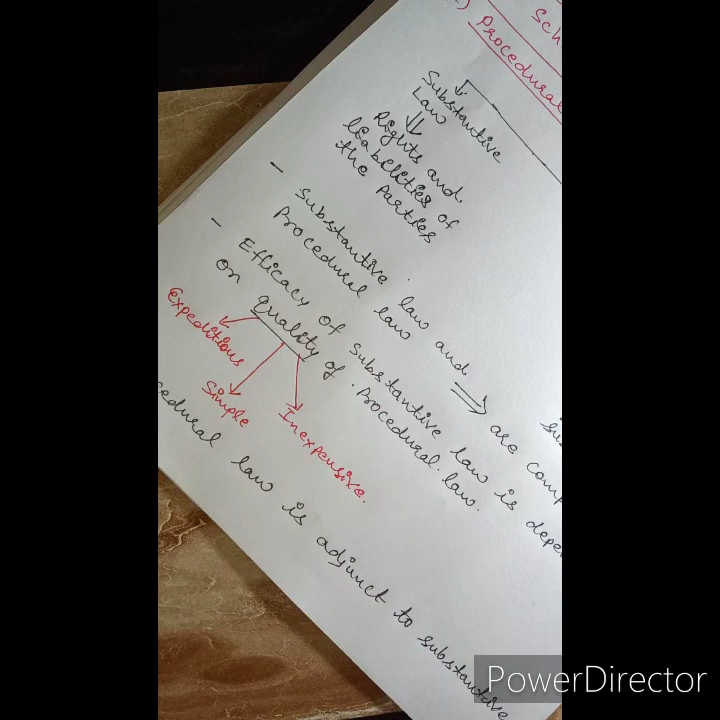 Sch
Procedural
Substantive
Law
Rights and
liabilities of
the parties
- Substantive law and
Procedural law
are comp
- Efficacy of substantive law is depe
on quality of Procedural law.
Expeditious
Simple
Inexpensive.
cedural law is adjunct to substantive
PowerDirector